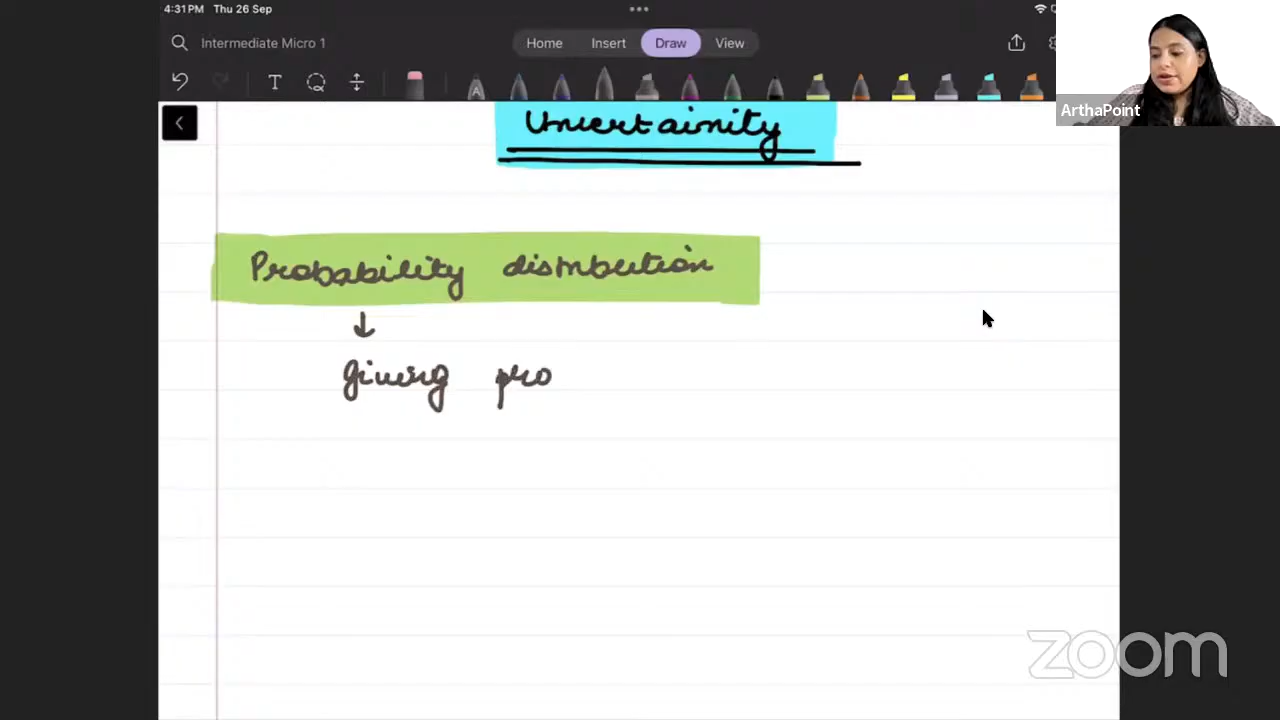 4:31 PM Thu 26 Sep
Intermediate Micro 1
Home Insert Draw View
ArthaPoint
Uncertainity
Probability distribution
giving pro
zoom